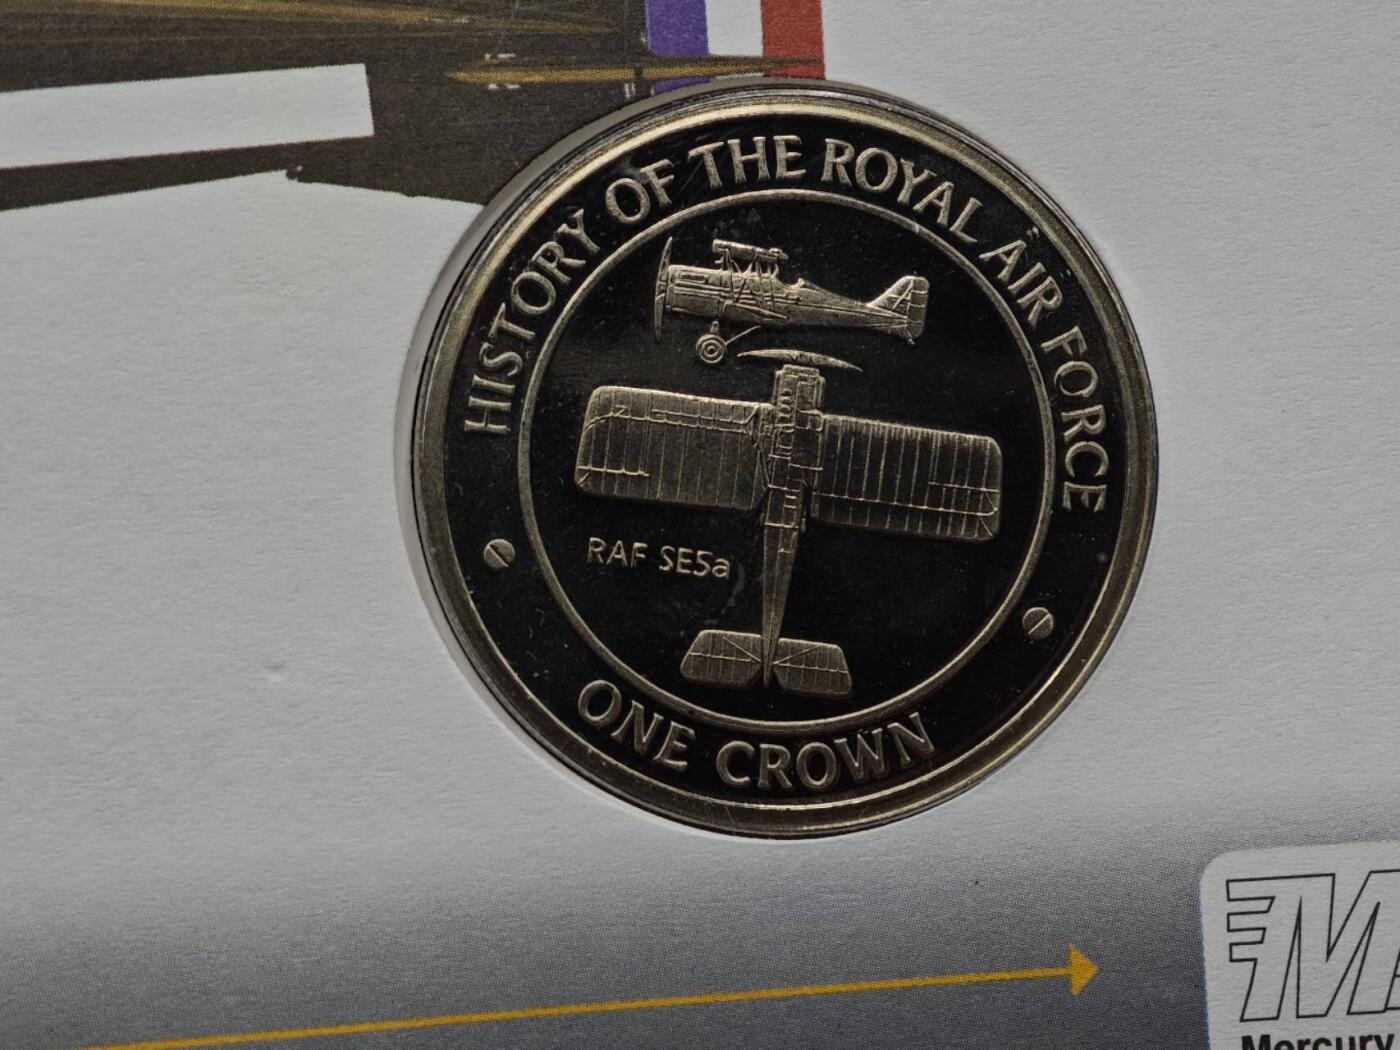 HISTORY OF THE ROYAL AIR FORCE
RAF SE5a
ONE CROWN
Mercury